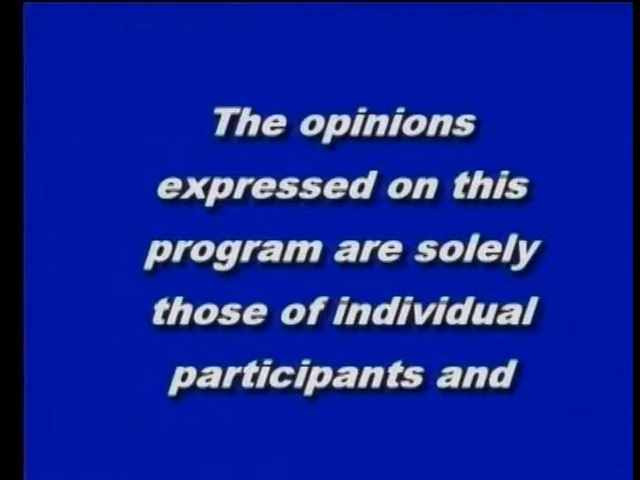 The opinions
expressed on this
program are solely
those of individual
participants and